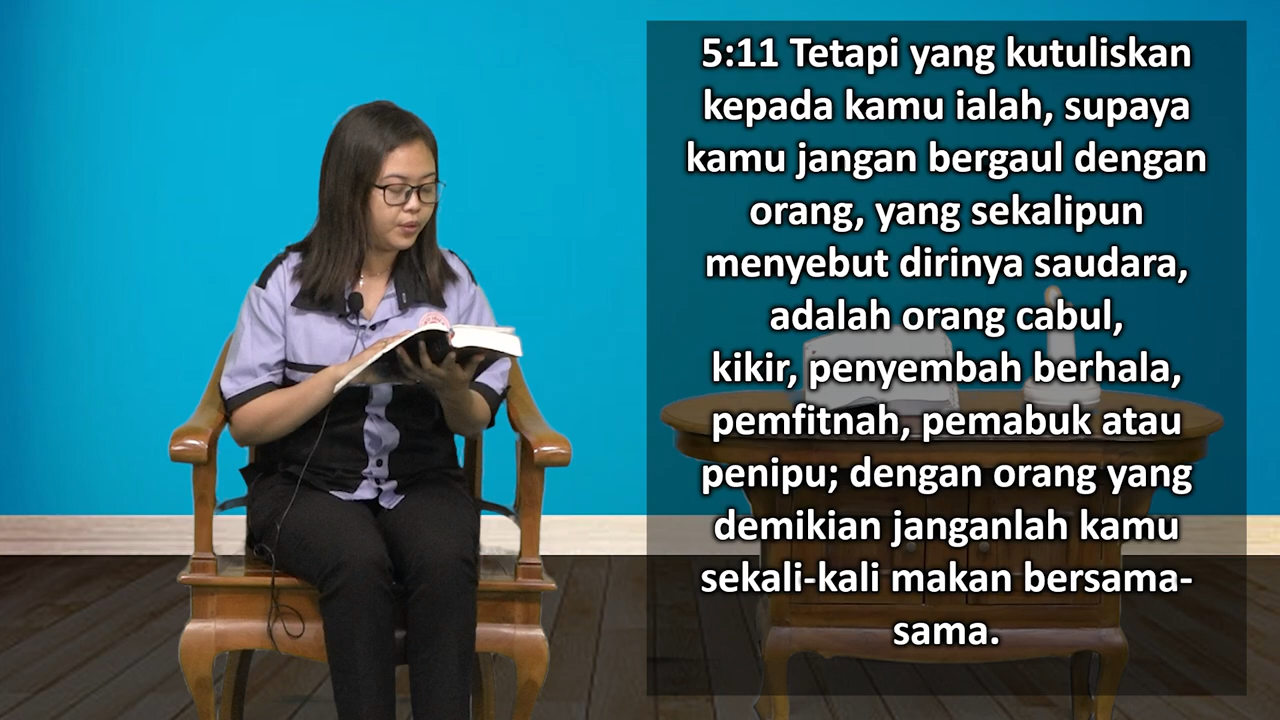 5:11 Tetapi yang kutuliskan
kepada kamu ialah, supaya
kamu jangan bergaul dengan
orang, yang sekalipun
menyebut dirinya saudara,
adalah orang cabul,
kikir, penyembah berhala,
pemfitnah, pemabuk atau
penipu; dengan orang yang
demikian janganlah kamu
sekali-kali makan bersama-
sama.